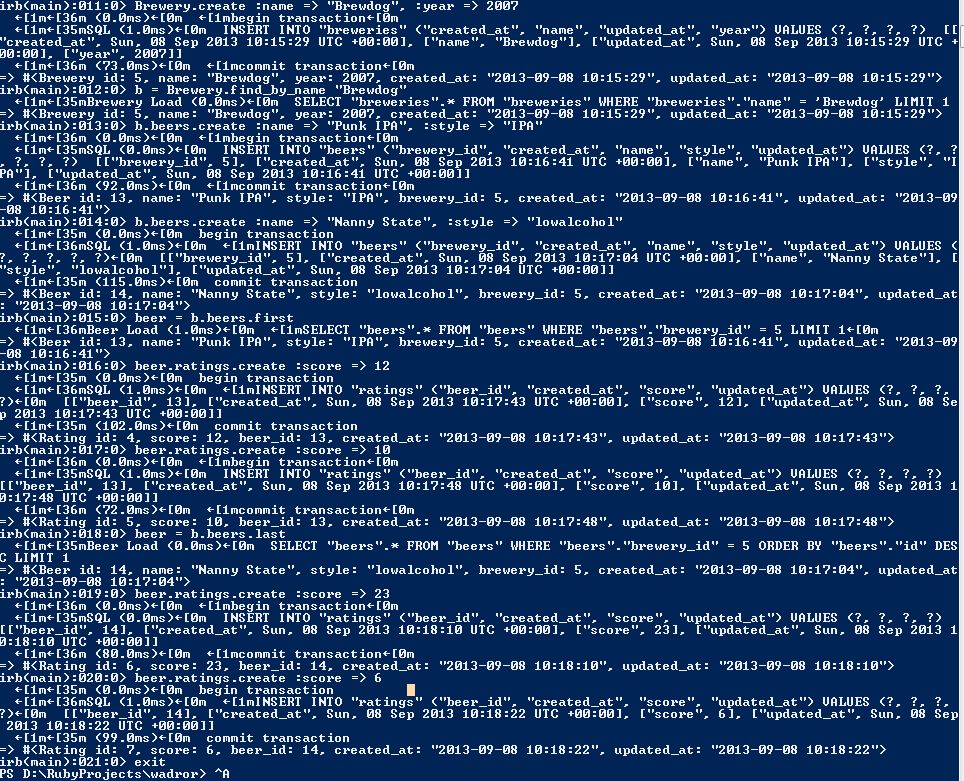 irb(main):011:0> Brewery.create :name => "Brewdog", :year => 2007
←[1m←[35mSQL (1.0ms)←[0m  INSERT INTO "breweries" ("created_at", "name", "updated_at", "year") VALUES (?, ?, ?, ?)  [[
"created_at", Sun, 08 Sep 2013 10:15:29 UTC +00:00], ["name", "Brewdog"], ["updated_at", Sun, 08 Sep 2013 10:15:29 UTC +
00:00], ["year", 2007]]
←[1m←[36m (73.0ms)←[0m  ←[1mcommit transaction←[0m
=> #<Brewery id: 5, name: "Brewdog", year: 2007, created_at: "2013-09-08 10:15:29", updated_at: "2013-09-08 10:15:29">
irb(main):012:0> b = Brewery.find_by_name "Brewdog"
←[1m←[35mBrewery Load (0.0ms)←[0m  SELECT "breweries".* FROM "breweries" WHERE "breweries"."name" = 'Brewdog' LIMIT 1
=> #<Brewery id: 5, name: "Brewdog", year: 2007, created_at: "2013-09-08 10:15:29", updated_at: "2013-09-08 10:15:29">
irb(main):013:0> b.beers.create :name => "Punk IPA", :style => "IPA"
←[1m←[36m (0.0ms)←[0m  ←[1mbegin transaction←[0m
←[1m←[35mSQL (0.0ms)←[0m  INSERT INTO "beers" ("brewery_id", "created_at", "name", "style", "updated_at") VALUES (?, ?
, ?, ?, ?)  [["brewery_id", 5], ["created_at", Sun, 08 Sep 2013 10:16:41 UTC +00:00], ["name", "Punk IPA"], ["style", "I
PA"], ["updated_at", Sun, 08 Sep 2013 10:16:41 UTC +00:00]]
←[1m←[36m (92.0ms)←[0m  ←[1mcommit transaction←[0m
=> #<Beer id: 13, name: "Punk IPA", style: "IPA", brewery_id: 5, created_at: "2013-09-08 10:16:41", updated_at: "2013-09
-08 10:16:41">
irb(main):014:0> b.beers.create :name => "Nanny State", :style => "lowalcohol"
←[1m←[35m (0.0ms)←[0m  begin transaction
←[1m←[36mSQL (1.0ms)←[0m  ←[1mINSERT INTO "beers" ("brewery_id", "created_at", "name", "style", "updated_at") VALUES (
?, ?, ?, ?, ?)←[0m  [["brewery_id", 5], ["created_at", Sun, 08 Sep 2013 10:17:04 UTC +00:00], ["name", "Nanny State"], [
"style", "lowalcohol"], ["updated_at", Sun, 08 Sep 2013 10:17:04 UTC +00:00]]
←[1m←[35m (115.0ms)←[0m  commit transaction
=> #<Beer id: 14, name: "Nanny State", style: "lowalcohol", brewery_id: 5, created_at: "2013-09-08 10:17:04", updated_at
: "2013-09-08 10:17:04">
irb(main):015:0> beer = b.beers.first
←[1m←[36mBeer Load (1.0ms)←[0m  ←[1mSELECT "beers".* FROM "beers" WHERE "beers"."brewery_id" = 5 LIMIT 1←[0m
=> #<Beer id: 13, name: "Punk IPA", style: "IPA", brewery_id: 5, created_at: "2013-09-08 10:16:41", updated_at: "2013-09
-08 10:16:41">
irb(main):016:0> beer.ratings.create :score => 12
←[1m←[35m (0.0ms)←[0m  begin transaction
←[1m←[36mSQL (1.0ms)←[0m  ←[1mINSERT INTO "ratings" ("beer_id", "created_at", "score", "updated_at") VALUES (?, ?, ?,
?)←[0m  [["beer_id", 13], ["created_at", Sun, 08 Sep 2013 10:17:43 UTC +00:00], ["score", 12], ["updated_at", Sun, 08 Se
p 2013 10:17:43 UTC +00:00]]
←[1m←[35m (102.0ms)←[0m  commit transaction
=> #<Rating id: 4, score: 12, beer_id: 13, created_at: "2013-09-08 10:17:43", updated_at: "2013-09-08 10:17:43">
irb(main):017:0> beer.ratings.create :score => 10
←[1m←[36m (0.0ms)←[0m  ←[1mbegin transaction←[0m
←[1m←[35mSQL (1.0ms)←[0m  INSERT INTO "ratings" ("beer_id", "created_at", "score", "updated_at") VALUES (?, ?, ?, ?)
[["beer_id", 13], ["created_at", Sun, 08 Sep 2013 10:17:48 UTC +00:00], ["score", 10], ["updated_at", Sun, 08 Sep 2013 1
0:17:48 UTC +00:00]]
←[1m←[36m (72.0ms)←[0m  ←[1mcommit transaction←[0m
=> #<Rating id: 5, score: 10, beer_id: 13, created_at: "2013-09-08 10:17:48", updated_at: "2013-09-08 10:17:48">
irb(main):018:0> beer = b.beers.last
←[1m←[35mBeer Load (0.0ms)←[0m  SELECT "beers".* FROM "beers" WHERE "beers"."brewery_id" = 5 ORDER BY "beers"."id" DES
C LIMIT 1
=> #<Beer id: 14, name: "Nanny State", style: "lowalcohol", brewery_id: 5, created_at: "2013-09-08 10:17:04", updated_at
: "2013-09-08 10:17:04">
irb(main):019:0> beer.ratings.create :score => 23
←[1m←[36m (0.0ms)←[0m  ←[1mbegin transaction←[0m
←[1m←[35mSQL (0.0ms)←[0m  INSERT INTO "ratings" ("beer_id", "created_at", "score", "updated_at") VALUES (?, ?, ?, ?)
[["beer_id", 14], ["created_at", Sun, 08 Sep 2013 10:18:10 UTC +00:00], ["score", 23], ["updated_at", Sun, 08 Sep 2013 1
0:18:10 UTC +00:00]]
←[1m←[36m (80.0ms)←[0m  ←[1mcommit transaction←[0m
=> #<Rating id: 6, score: 23, beer_id: 14, created_at: "2013-09-08 10:18:10", updated_at: "2013-09-08 10:18:10">
irb(main):020:0> beer.ratings.create :score => 6
←[1m←[35m (0.0ms)←[0m  begin transaction
←[1m←[36mSQL (1.0ms)←[0m  ←[1mINSERT INTO "ratings" ("beer_id", "created_at", "score", "updated_at") VALUES (?, ?, ?,
?)←[0m  [["beer_id", 14], ["created_at", Sun, 08 Sep 2013 10:18:22 UTC +00:00], ["score", 6], ["updated_at", Sun, 08 Sep
2013 10:18:22 UTC +00:00]]
←[1m←[35m (99.0ms)←[0m  commit transaction
=> #<Rating id: 7, score: 6, beer_id: 14, created_at: "2013-09-08 10:18:22", updated_at: "2013-09-08 10:18:22">
irb(main):021:0> exit
PS D:\RubyProjects\wadror> ^A